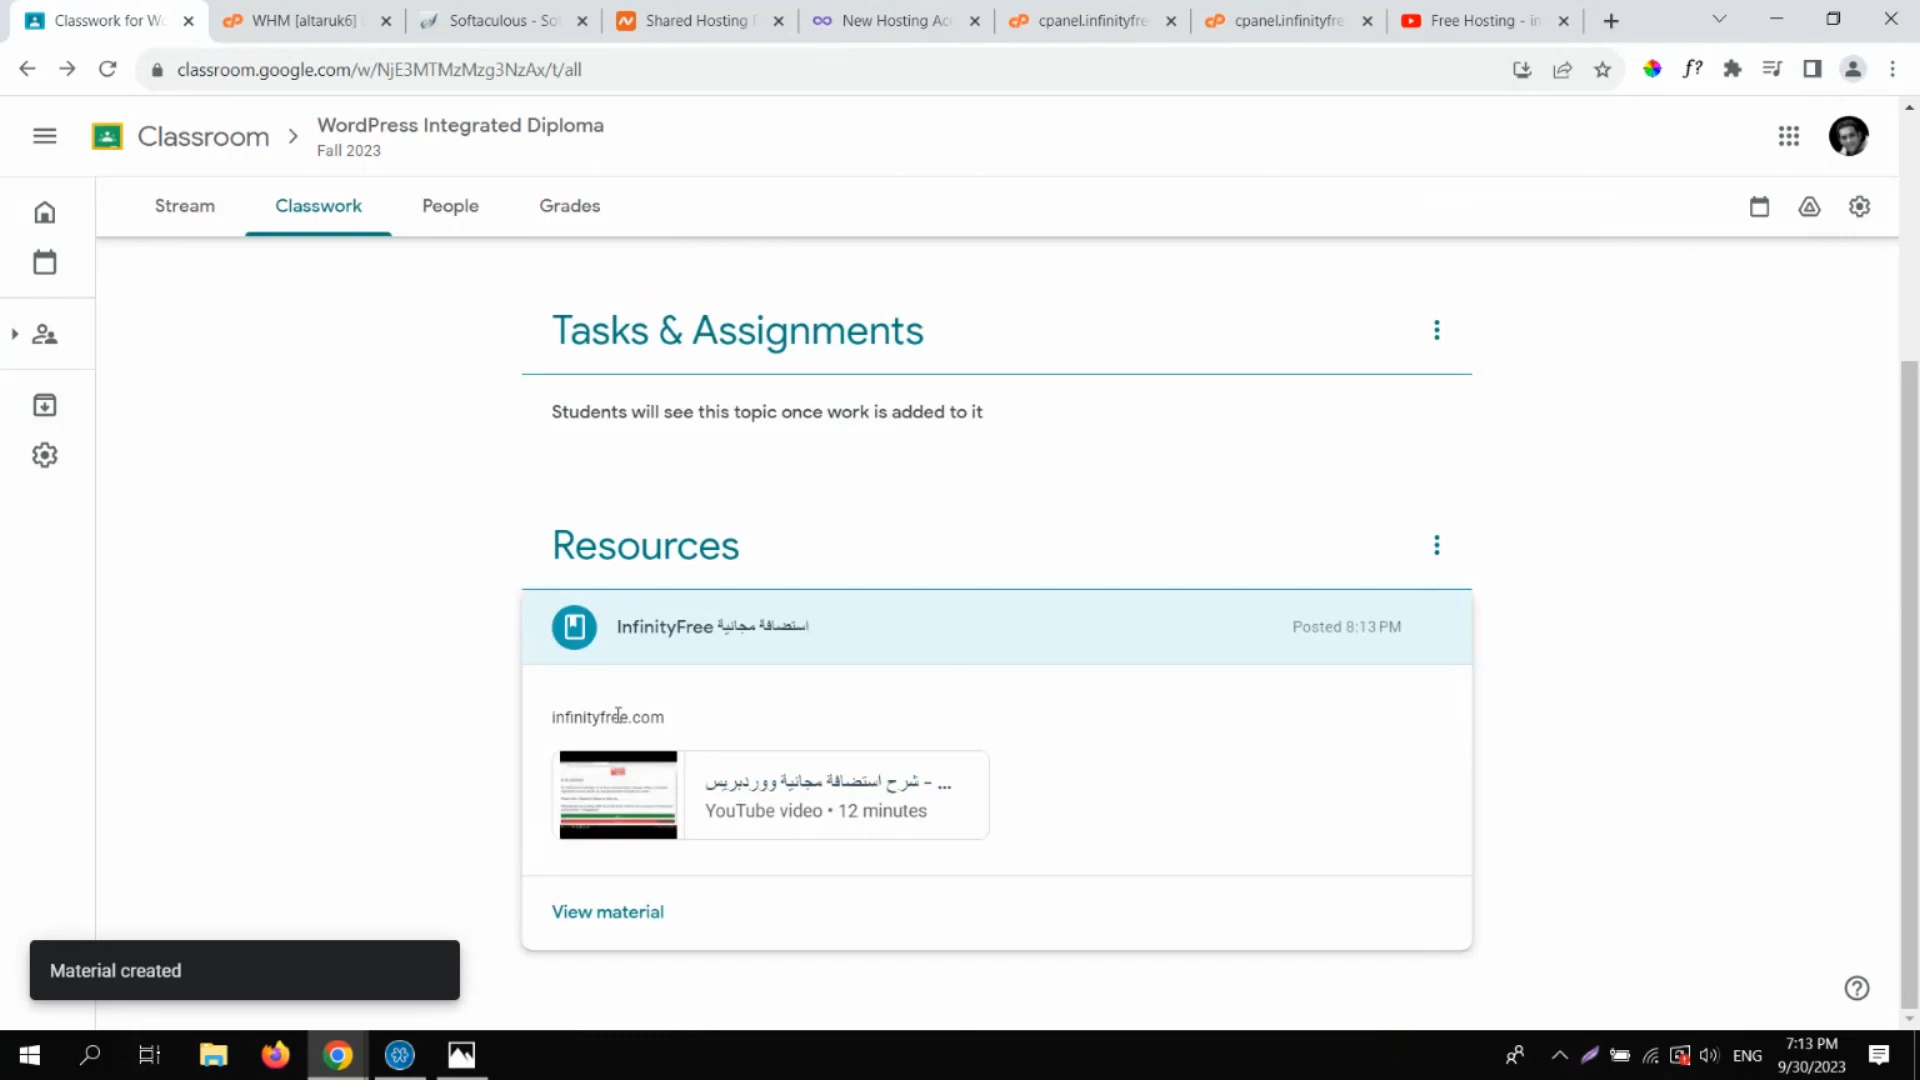 Classwork for Wo
WHM [altaruk6]
Softaculous - So
Shared Hosting
New Hosting Ac
cpanel.infinityfre
cpanel.infinityfre
Free Hosting - in
classroom.google.com/w/NjE3MTMzMzg3NzAx/t/all
f?
Classroom
WordPress Integrated Diploma
Fall 2023
Stream
Classwork
People
Grades
Tasks & Assignments
Students will see this topic once work is added to it
Resources
InfinityFree استضافة مجانية
Posted 8:13 PM
infinityfree.com
... – شرح استضافة مجانية ووردبريس
YouTube video • 12 minutes
View material
Material created
ENG
7:13 PM
9/30/2023